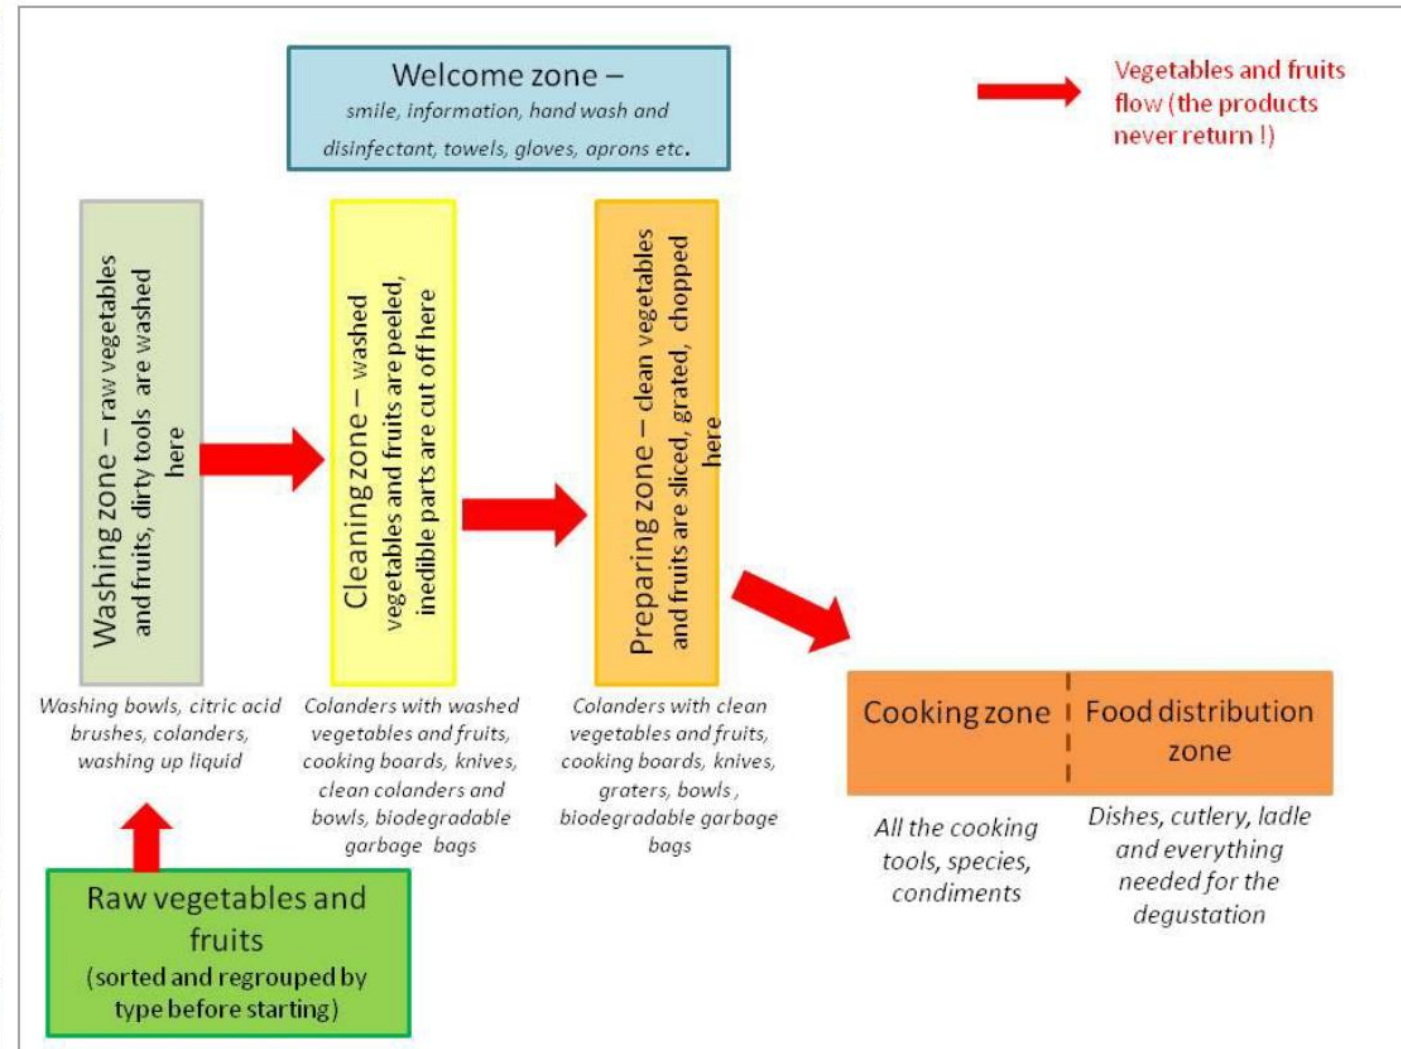 Welcome zone –
smile, information, hand wash and
disinfectant, towels, gloves, aprons etc.
Vegetables and fruits
flow (the products
never return !)
Washing zone – raw vegetables
and fruits, dirty tools are washed
here
Cleaning zone – washed
vegetables and fruits are peeled,
inedible parts are cut off here
Preparing zone – clean vegetables
and fruits are sliced, grated, chopped
here
Washing bowls, citric acid
brushes, colanders,
washing up liquid
Colanders with washed
vegetables and fruits,
cooking boards, knives,
clean colanders and
bowls, biodegradable
garbage bags
Colanders with clean
vegetables and fruits,
cooking boards, knives,
graters, bowls ,
biodegradable garbage
bags
Cooking zone
Food distribution
zone
All the cooking
tools, species,
condiments
Dishes, cutlery, ladle
and everything
needed for the
degustation
Raw vegetables and
fruits
(sorted and regrouped by
type before starting)